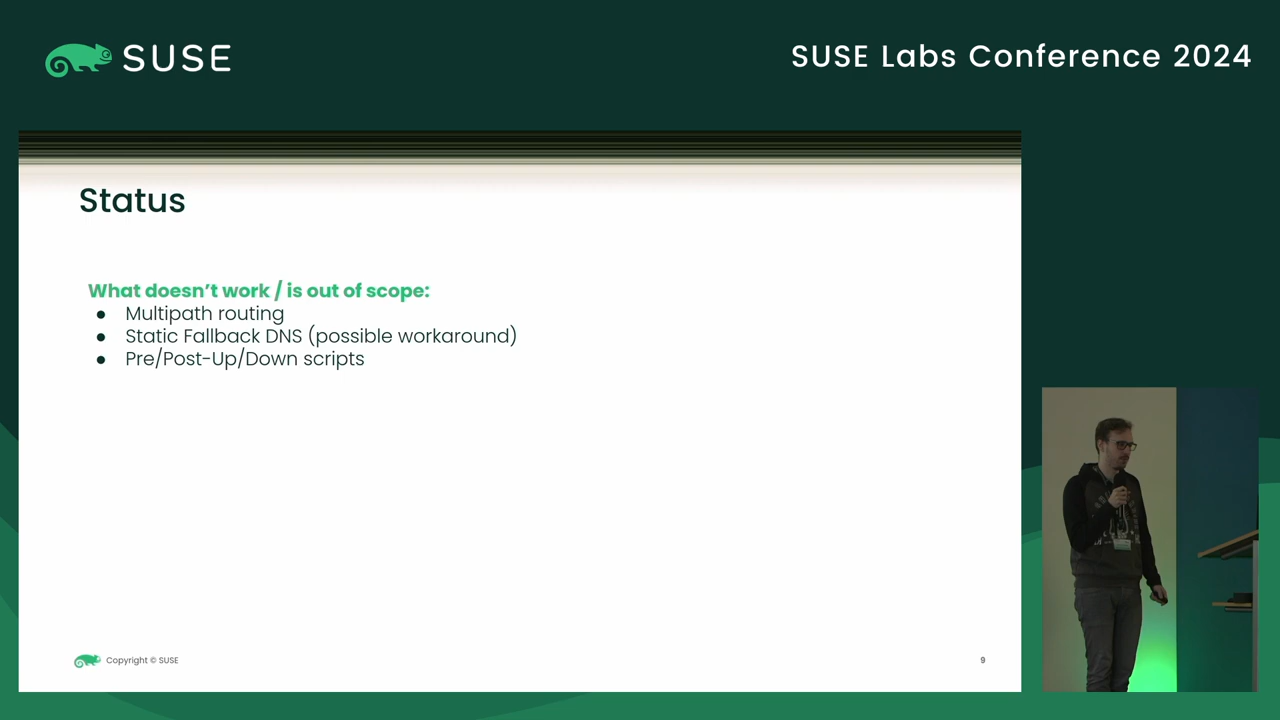 SUSE
SUSE Labs Conference 2024
Status
What doesn't work / is out of scope:
● Multipath routing
● Static Fallback DNS (possible workaround)
● Pre/Post-Up/Down scripts
Copyright © SUSE
9